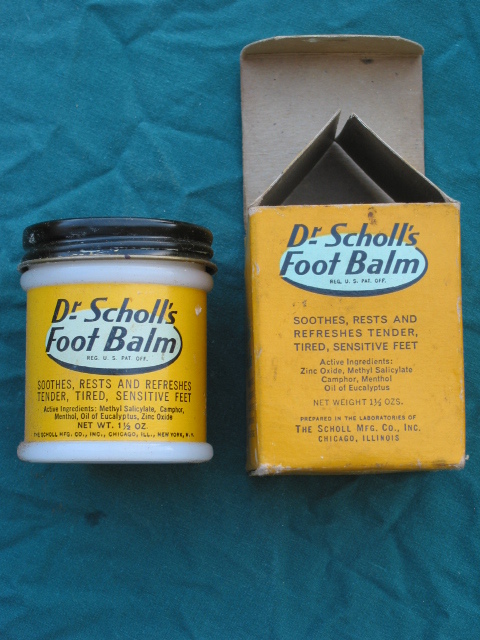 Dr. Scholl's
Foot Balm
REG. U. S. PAT. OFF.
SOOTHES, RESTS AND REFRESHES
TENDER, TIRED, SENSITIVE FEET
Active Ingredients: Methyl Salicylate, Camphor,
Menthol, Oil of Eucalyptus, Zinc Oxide
NET WT. 1½ OZ.
THE SCHOLL MFG. CO., INC., CHICAGO, ILL., NEW YORK, N.Y.
Dr. Scholl's
Foot Balm
REG. U.S. PAT. OFF.
SOOTHES, RESTS AND
REFRESHES TENDER,
TIRED, SENSITIVE FEET
Active Ingredients:
Zinc Oxide, Methyl Salicylate
Camphor, Menthol
Oil of Eucalyptus
NET WEIGHT 1½ OZS.
PREPARED IN THE LABORATORIES OF
THE SCHOLL MFG. CO., INC.
CHICAGO, ILLINOIS